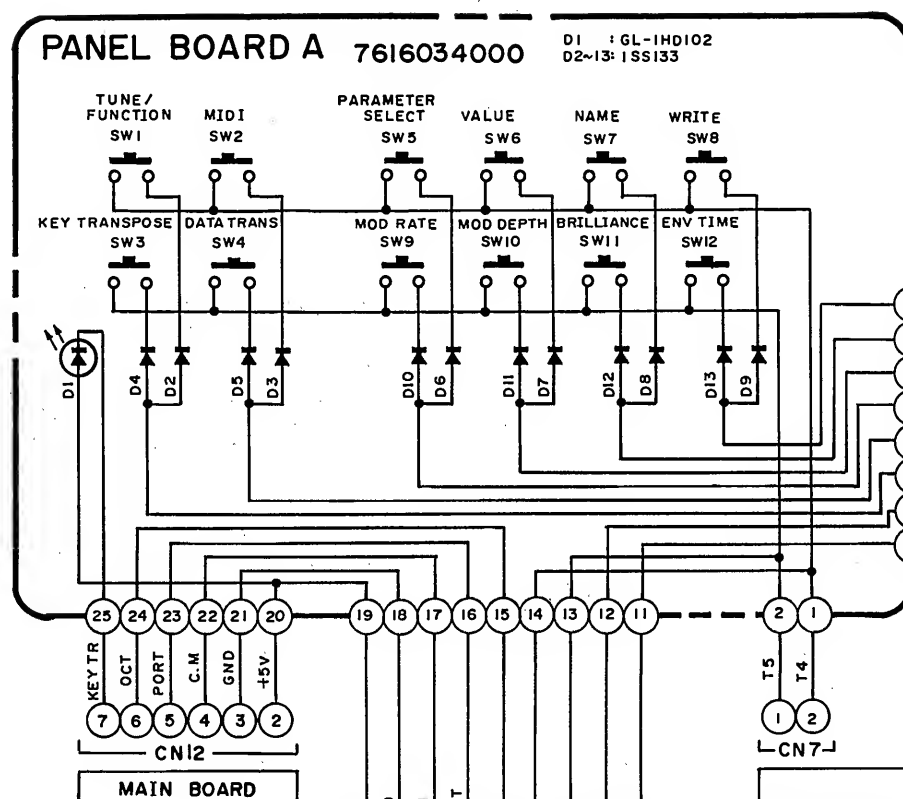 PANEL BOARD A 7616034000
D1 : GL-1HD102
D2~13: 1SS133
TUNE/
FUNCTION
SW1
MIDI
SW2
PARAMETER
SELECT
SW5
VALUE
SW6
NAME
SW7
WRITE
SW8
KEY TRANSPOSE
SW3
DATA TRANS
SW4
MOD RATE
SW9
MOD DEPTH
SW10
BRILLIANCE
SW11
ENV TIME
SW12
D1
D4
D2
D5
D3
D10
D6
D11
D7
D12
D8
D13
D9
25 24 23 22 21 20 19 18 17 16 15 14 13 12 11 2 1
KEY TR
OCT
PORT
C.M
GND
+5V
T5
T4
7 6 5 4 3 2
1 2
CN12
CN7
MAIN BOARD